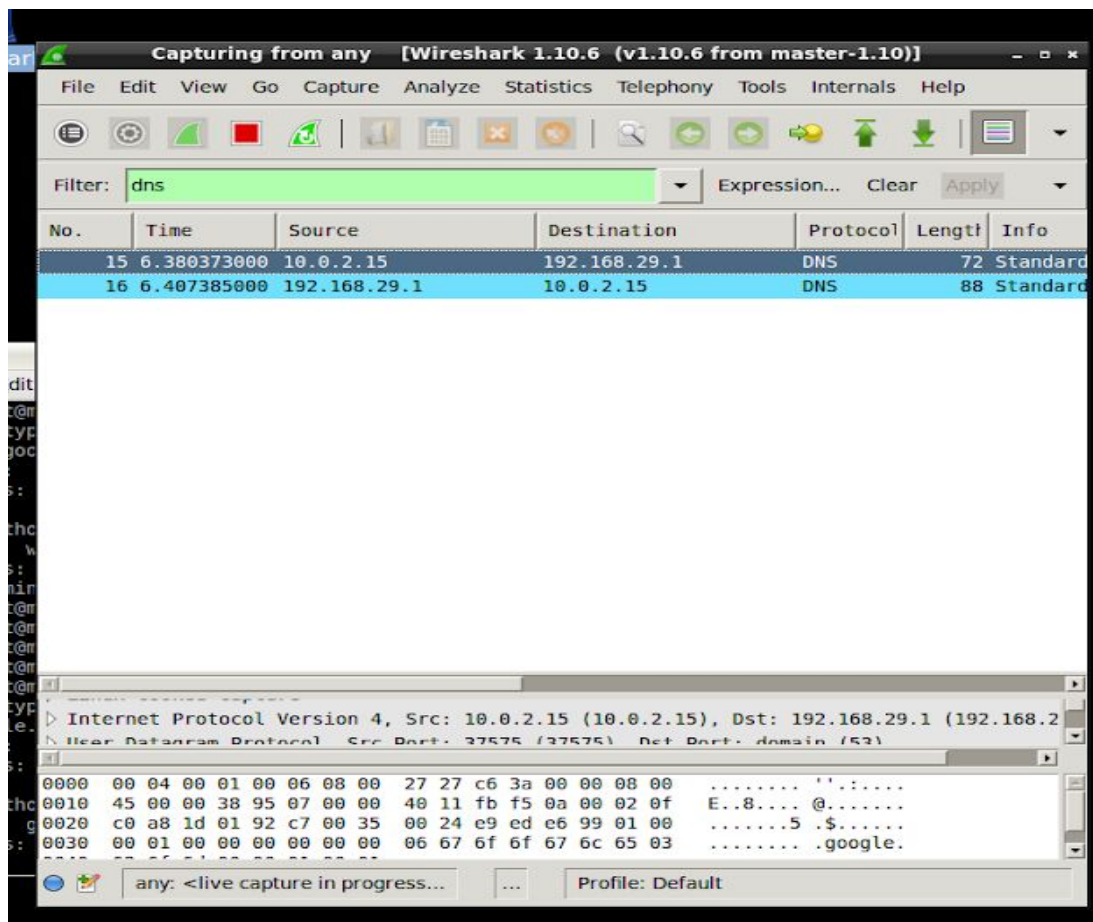 Capturing from any [Wireshark 1.10.6 (v1.10.6 from master-1.10)]
File Edit View Go Capture Analyze Statistics Telephony Tools Internals Help
Filter: dns Expression... Clear Apply
No. Time Source Destination Protocol Length Info
15 6.380373000 10.0.2.15 192.168.29.1 DNS 72 Standard
16 6.407385000 192.168.29.1 10.0.2.15 DNS 88 Standard
Internet Protocol Version 4, Src: 10.0.2.15 (10.0.2.15), Dst: 192.168.29.1 (192.168.2
User Datagram Protocol, Src Port: 37575 (37575), Dst Port: domain (53)
0000 00 04 00 01 00 06 08 00 27 27 c6 3a 00 00 08 00 ........ ''.:....
0010 45 00 00 38 95 07 00 00 40 11 fb f5 0a 00 02 0f E..8.... @.......
0020 c0 a8 1d 01 92 c7 00 35 00 24 e9 ed e6 99 01 00 .......5 .$......
0030 00 01 00 00 00 00 00 00 06 67 6f 6f 67 6c 65 03 ........ .google.
any: <live capture in progress... ... Profile: Default